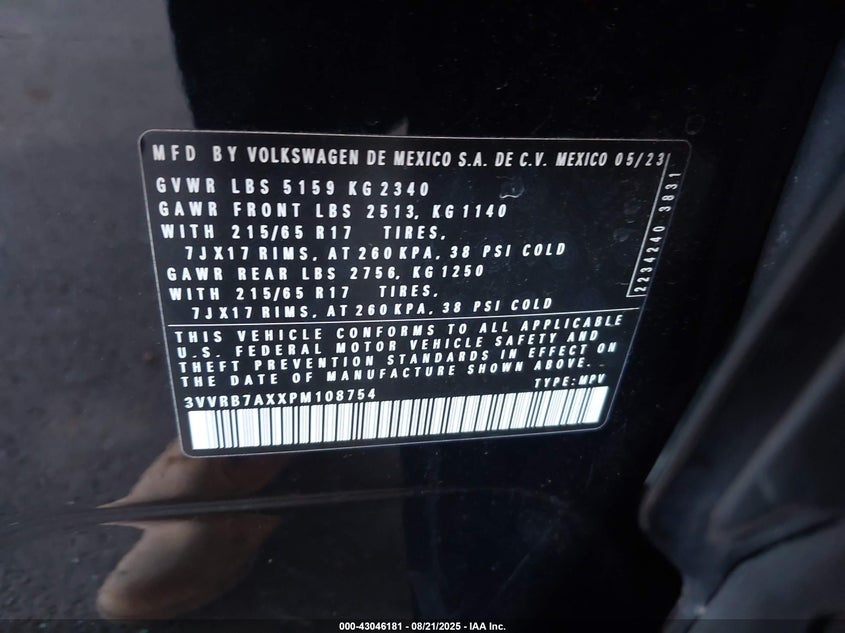 MFD BY VOLKSWAGEN DE MEXICO S.A. DE C.V. MEXICO 05/23
GVWR LBS 5159 KG 2340
GAWR FRONT LBS 2513, KG 1140
WITH 215/65 R17 TIRES,
7JX17 RIMS, AT 260 KPA, 38 PSI COLD
GAWR REAR LBS 2756, KG 1250
WITH 215/65 R17 TIRES,
7JX17 RIMS, AT 260 KPA, 38 PSI COLD
2234240 3831
THIS VEHICLE CONFORMS TO ALL APPLICABLE
U.S. FEDERAL MOTOR VEHICLE SAFETY AND
THEFT PREVENTION STANDARDS IN EFFECT ON
THE DATE OF MANUFACTURE SHOWN ABOVE.
3VVRB7AXXPM108754 TYPE: MPV
000-43046181 - 08/21/2025 - IAA Inc.